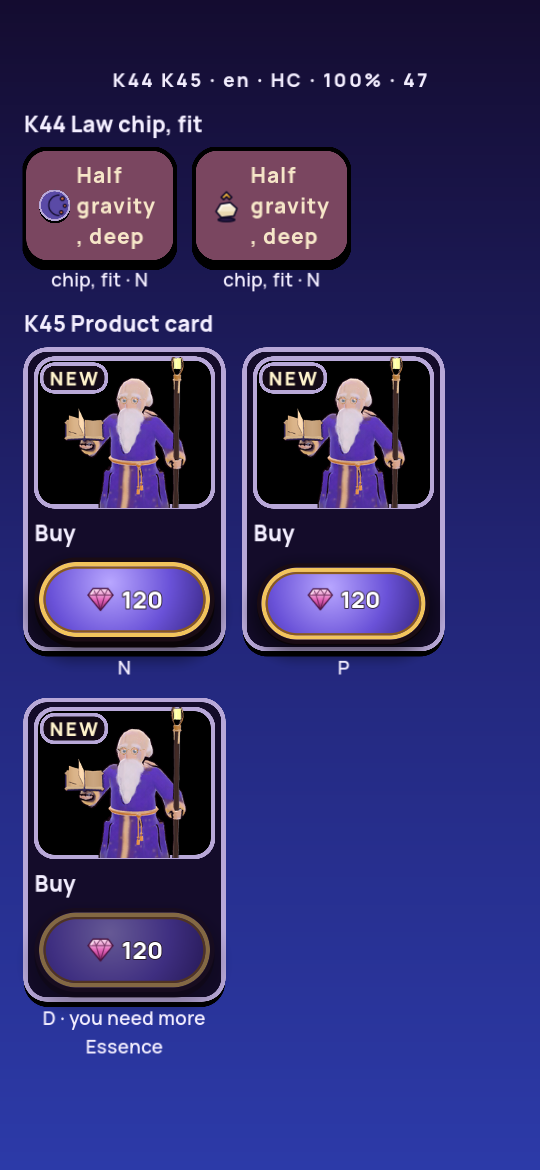 K44 K45 · en · HC · 100% · 47
K44 Law chip, fit
Half
gravity
, deep
Half
gravity
, deep
chip, fit · N
chip, fit · N
K45 Product card
NEW
NEW
Buy
Buy
120
120
N
P
NEW
Buy
120
D · you need more
Essence